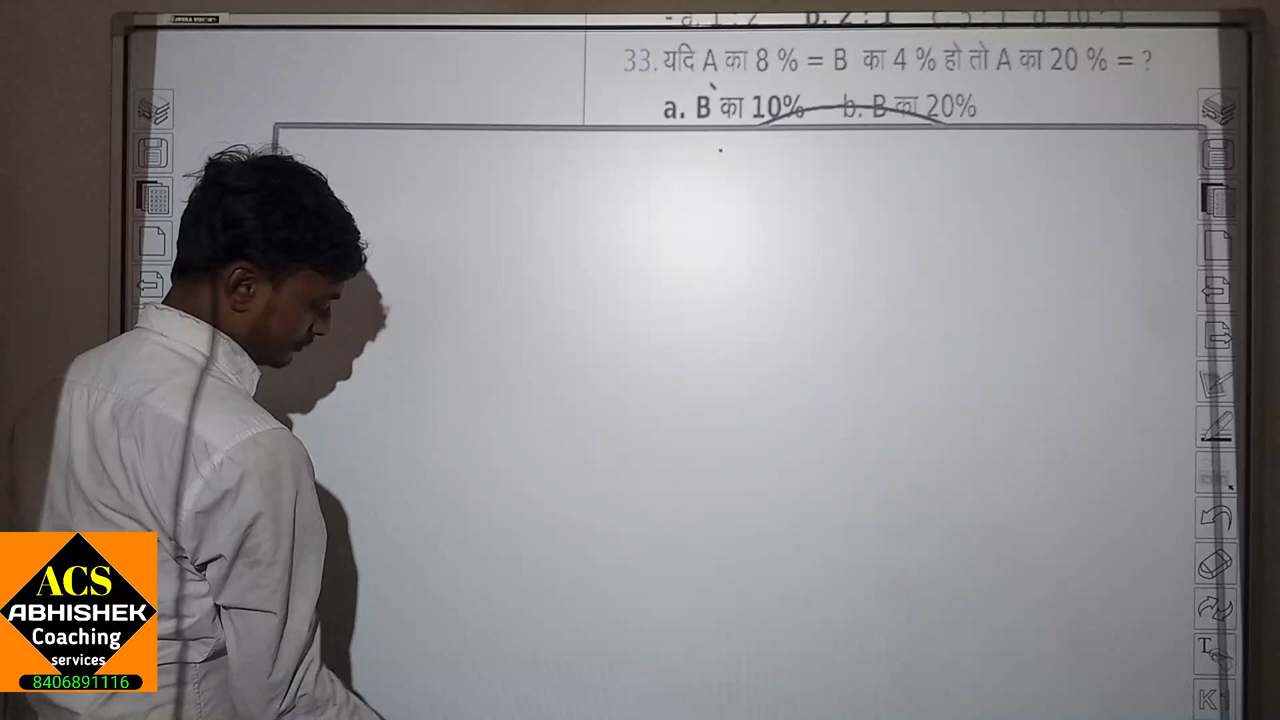 33. यदि A का 8 % = B का 4 % हो तो A का 20 % = ?
a. B का 10% b. B का 20%
T
K
ACS
ABHISHEK
Coaching
services
8406891116